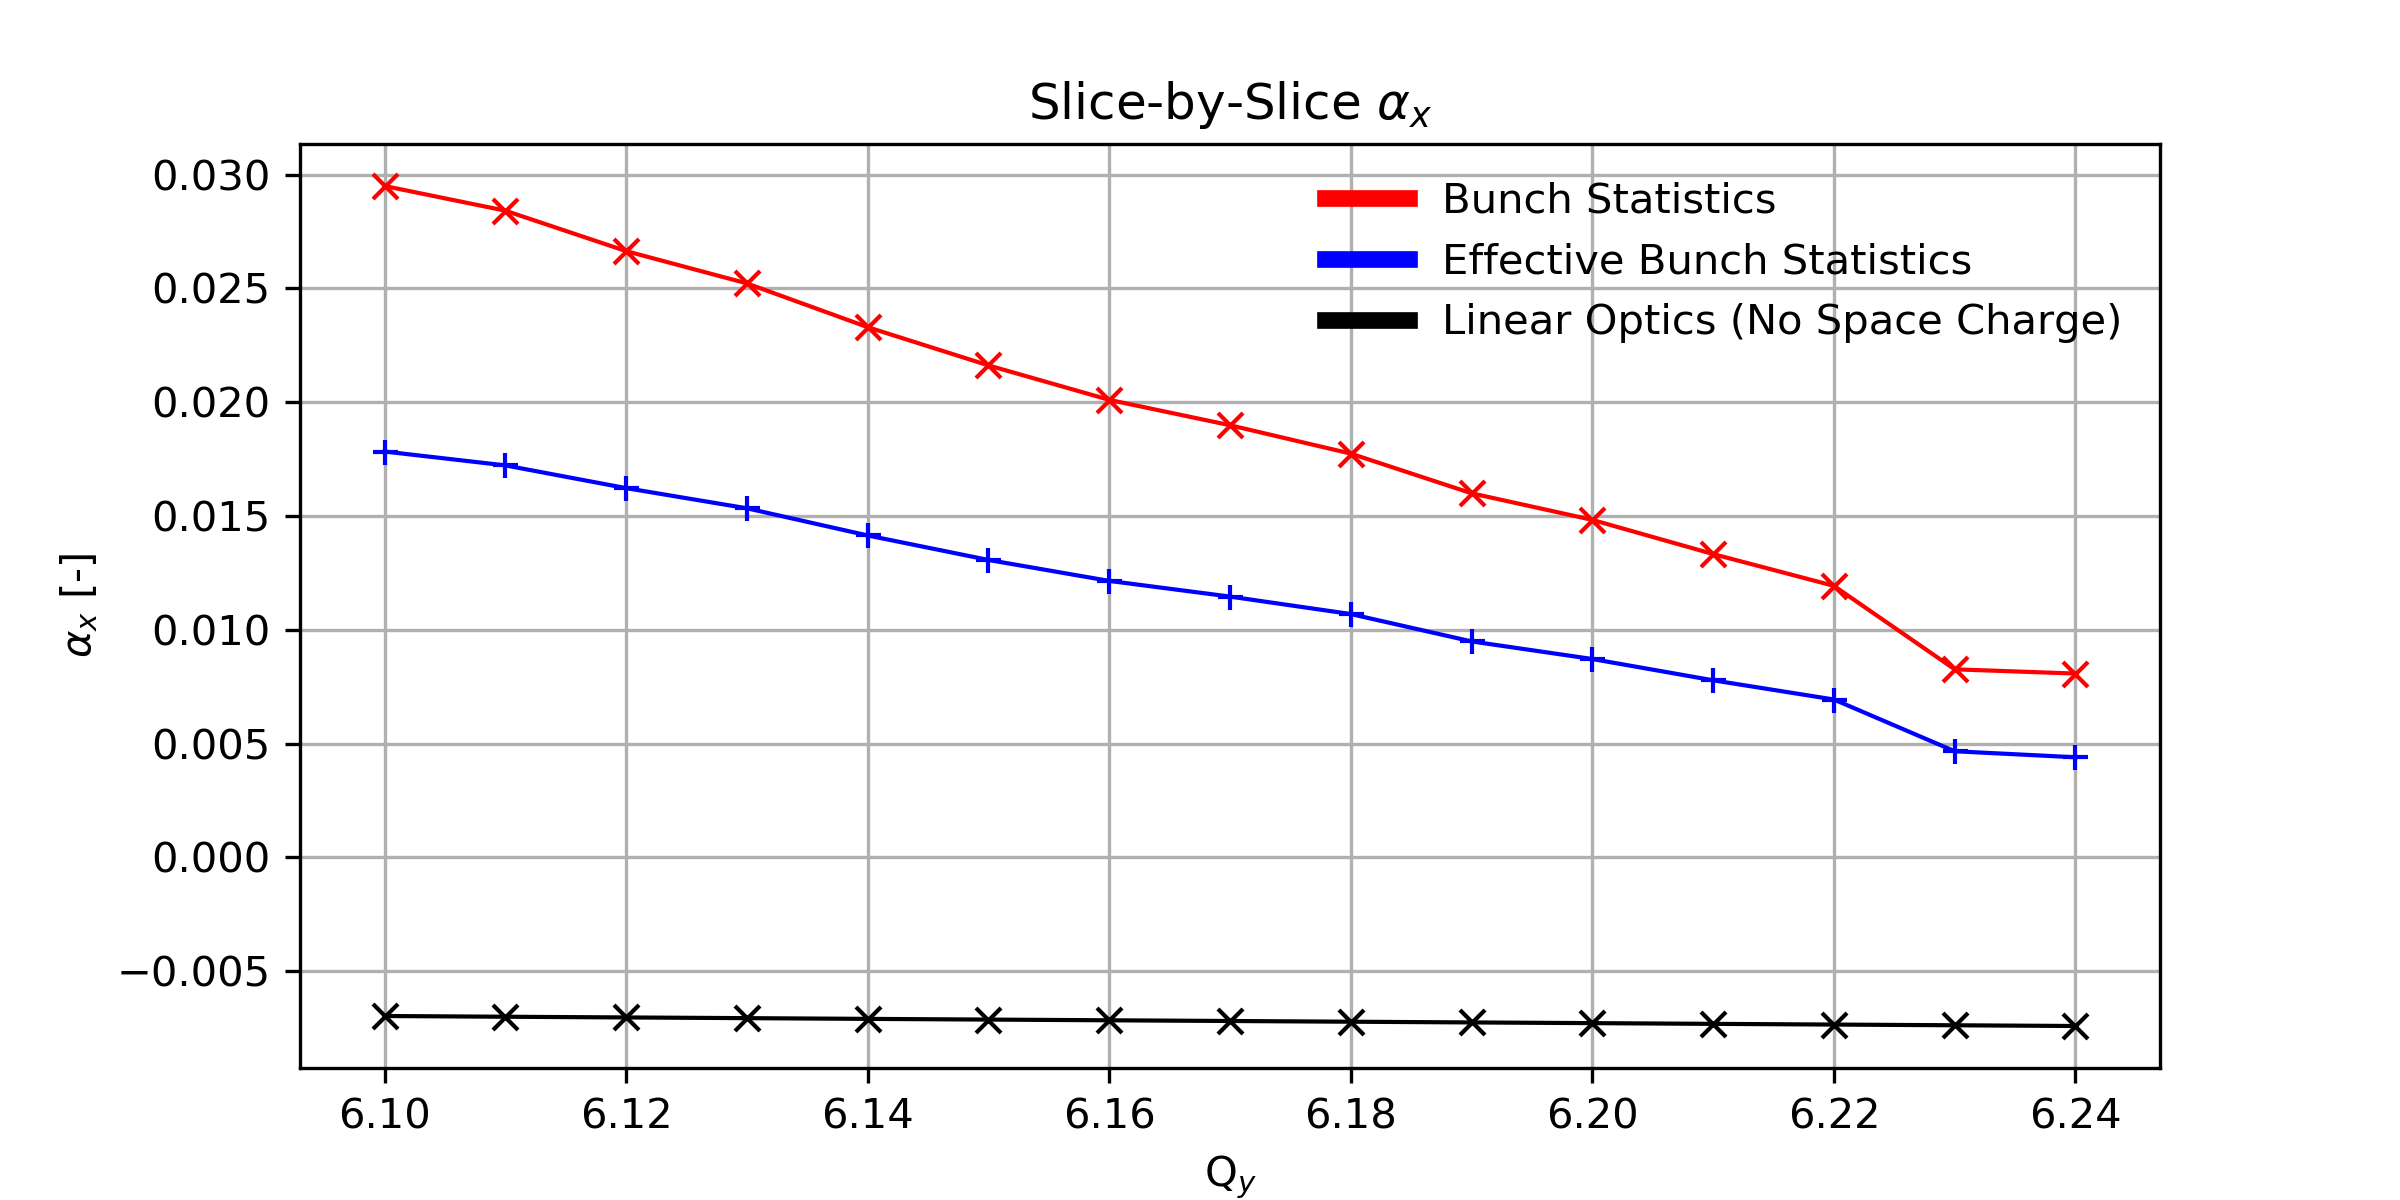 Slice-by-Slice αₓ
0.030
0.025
0.020
0.015
0.010
0.005
0.000
−0.005
αₓ [-]
Bunch Statistics
Effective Bunch Statistics
Linear Optics (No Space Charge)
6.10 6.12 6.14 6.16 6.18 6.20 6.22 6.24
Q_y